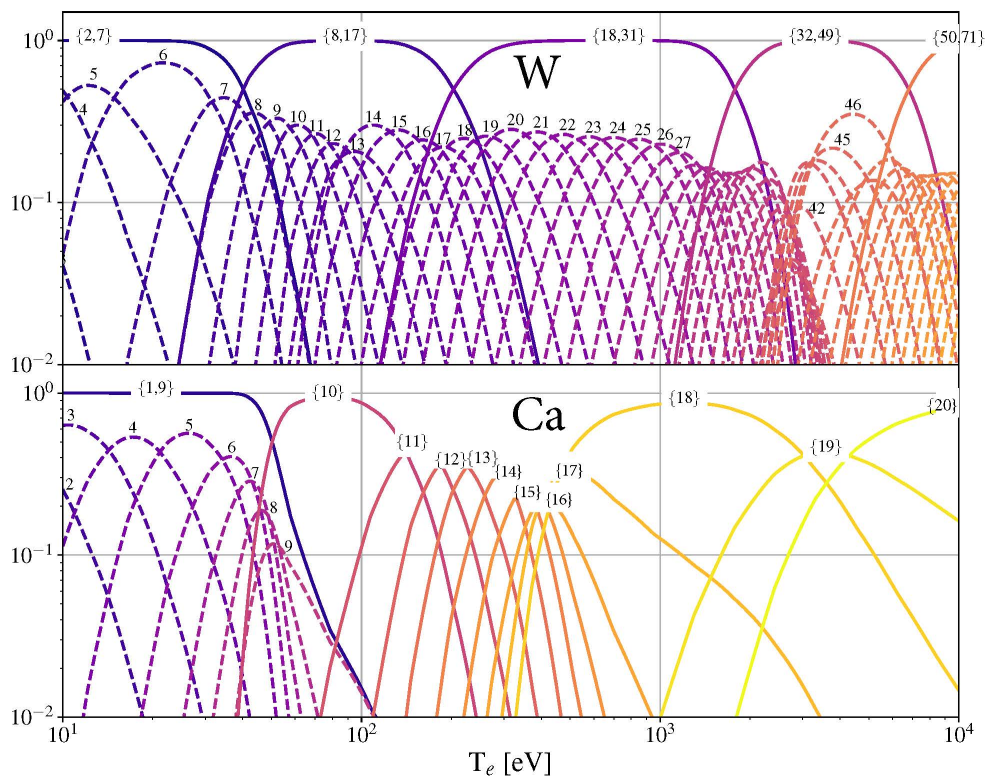 {2,7} {8,17} {18,31} {32,49} {50,71}
10⁰
W
4 5 6 7 8 9 10 11 12 13 14 15 16 17 18 19 20 21 22 23 24 25 26 27 42 45 46
10⁻¹
10⁻²
{1,9} {10} {11} {12} {13} {14} {15} {16} {17} {18} {19} {20}
10⁰
Ca
2 3 4 5 6 7 8 9
10⁻¹
10⁻²
10¹ 10² 10³ 10⁴
Tₑ [eV]